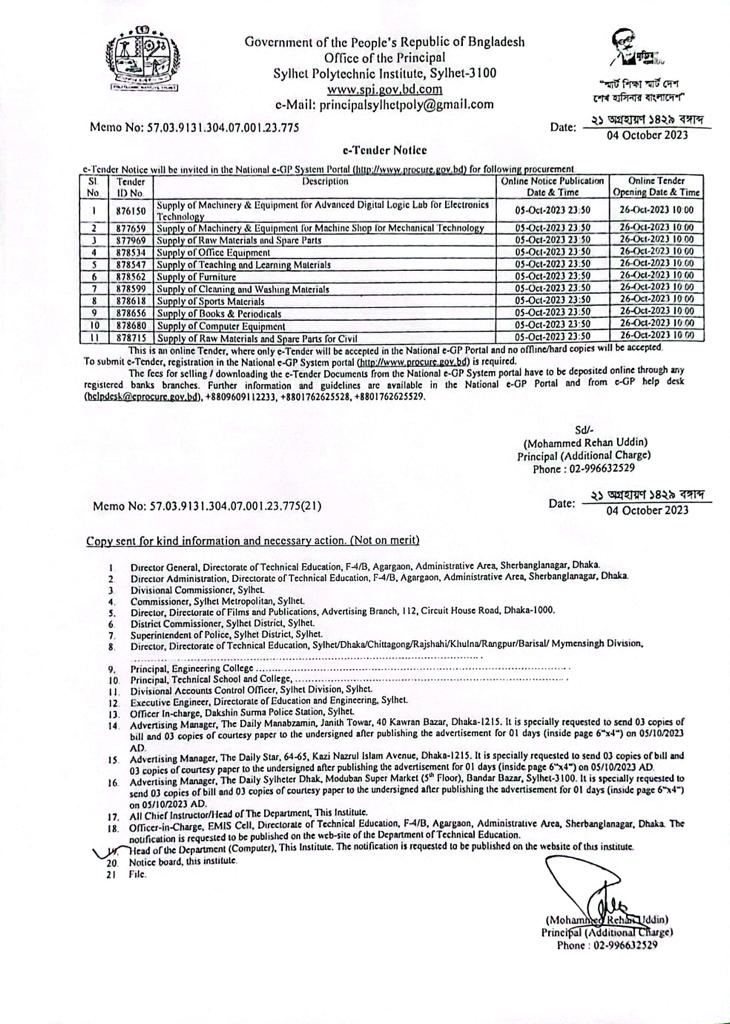 Government of the People's Republic of Bngladesh
Office of the Principal
Sylhet Polytechnic Institute, Sylhet-3100
www.spi.gov.bd.com
e-Mail: principalsylhetpoly@gmail.com
"স্মার্ট শিক্ষা স্মার্ট দেশ
শেখ হাসিনার বাংলাদেশ"
Memo No: 57.03.9131.304.07.001.23.775
Date: ২১ অগ্রহায়ণ ১৪২৯ বঙ্গাব্দ
04 October 2023
e-Tender Notice
e-Tender Notice will be invited in the National e-GP System Portal (http://www.procure.gov.bd) for following procurement
Sl. No. Tender ID No. Description Online Notice Publication Date & Time Online Tender Opening Date & Time
1 876150 Supply of Machinery & Equipment for Advanced Digital Logic Lab for Electronics Technology 05-Oct-2023 23:50 26-Oct-2023 10:00
2 877659 Supply of Machinery & Equipment for Machine Shop for Mechanical Technology 05-Oct-2023 23:50 26-Oct-2023 10:00
3 877969 Supply of Raw Materials and Spare Parts 05-Oct-2023 23:50 26-Oct-2023 10:00
4 878534 Supply of Office Equipment 05-Oct-2023 23:50 26-Oct-2023 10:00
5 878547 Supply of Teaching and Learning Materials 05-Oct-2023 23:50 26-Oct-2023 10:00
6 878562 Supply of Furniture 05-Oct-2023 23:50 26-Oct-2023 10:00
7 878599 Supply of Cleaning and Washing Materials 05-Oct-2023 23:50 26-Oct-2023 10:00
8 878618 Supply of Sports Materials 05-Oct-2023 23:50 26-Oct-2023 10:00
9 878656 Supply of Books & Periodicals 05-Oct-2023 23:50 26-Oct-2023 10:00
10 878680 Supply of Computer Equipment 05-Oct-2023 23:50 26-Oct-2023 10:00
11 878715 Supply of Raw Materials and Spare Parts for Civil 05-Oct-2023 23:50 26-Oct-2023 10:00
This is an online Tender, where only e-Tender will be accepted in the National e-GP Portal and no offline/hard copies will be accepted.
To submit e-Tender, registration in the National e-GP System portal (http://www.procure.gov.bd) is required.
The fees for selling / downloading the e-Tender Documents from the National e-GP System portal have to be deposited online through any
registered banks branches. Further information and guidelines are available in the National e-GP Portal and from e-GP help desk
(helpdesk@eprocure.gov.bd), +8809609112233, +8801762625528, +8801762625529.
Sd/-
(Mohammed Rehan Uddin)
Principal (Additional Charge)
Phone : 02-996632529
Memo No: 57.03.9131.304.07.001.23.775(21)
Date: ২১ অগ্রহায়ণ ১৪২৯ বঙ্গাব্দ
04 October 2023
Copy sent for kind information and necessary action. (Not on merit)
1. Director General, Directorate of Technical Education, F-4/B, Agargaon, Administrative Area, Sherbanglanagar, Dhaka.
2. Director Administration, Directorate of Technical Education, F-4/B, Agargaon, Administrative Area, Sherbanglanagar, Dhaka.
3. Divisional Commissioner, Sylhet.
4. Commissioner, Sylhet Metropolitan, Sylhet.
5. Director, Directorate of Films and Publications, Advertising Branch, 112, Circuit House Road, Dhaka-1000.
6. District Commissioner, Sylhet District, Sylhet.
7. Superintendent of Police, Sylhet District, Sylhet.
8. Director, Directorate of Technical Education, Sylhet/Dhaka/Chittagong/Rajshahi/Khulna/Rangpur/Barisal/ Mymensingh Division,
..........................................................................
9. Principal, Engineering College ..........................................................................
10. Principal, Technical School and College, ................................................................
11. Divisional Accounts Control Officer, Sylhet Division, Sylhet.
12. Executive Engineer, Directorate of Education and Engineering, Sylhet.
13. Officer In-charge, Dakshin Surma Police Station, Sylhet.
14. Advertising Manager, The Daily Manabzamin, Janith Towar, 40 Kawran Bazar, Dhaka-1215. It is specially requested to send 03 copies of
bill and 03 copies of courtesy paper to the undersigned after publishing the advertisement for 01 days (inside page 6"x4") on 05/10/2023
AD.
15. Advertising Manager, The Daily Star, 64-65, Kazi Nazrul Islam Avenue, Dhaka-1215. It is specially requested to send 03 copies of bill and
03 copies of courtesy paper to the undersigned after publishing the advertisement for 01 days (inside page 6"x4") on 05/10/2023 AD.
16. Advertising Manager, The Daily Sylheter Dhak, Moduban Super Market (5th Floor), Bandar Bazar, Sylhet-3100. It is specially requested to
send 03 copies of bill and 03 copies of courtesy paper to the undersigned after publishing the advertisement for 01 days (inside page 6"x4")
on 05/10/2023 AD.
17. All Chief Instructor/Head of The Department, This Institute.
18. Officer-in-Charge, EMIS Cell, Directorate of Technical Education, F-4/B, Agargaon, Administrative Area, Sherbanglanagar, Dhaka. The
notification is requested to be published on the web-site of the Department of Technical Education.
19. Head of the Department (Computer), This Institute. The notification is requested to be published on the website of this institute.
20. Notice board, this institute.
21 File.
(Mohammed Rehan Uddin)
Principal (Additional Charge)
Phone : 02-996632529